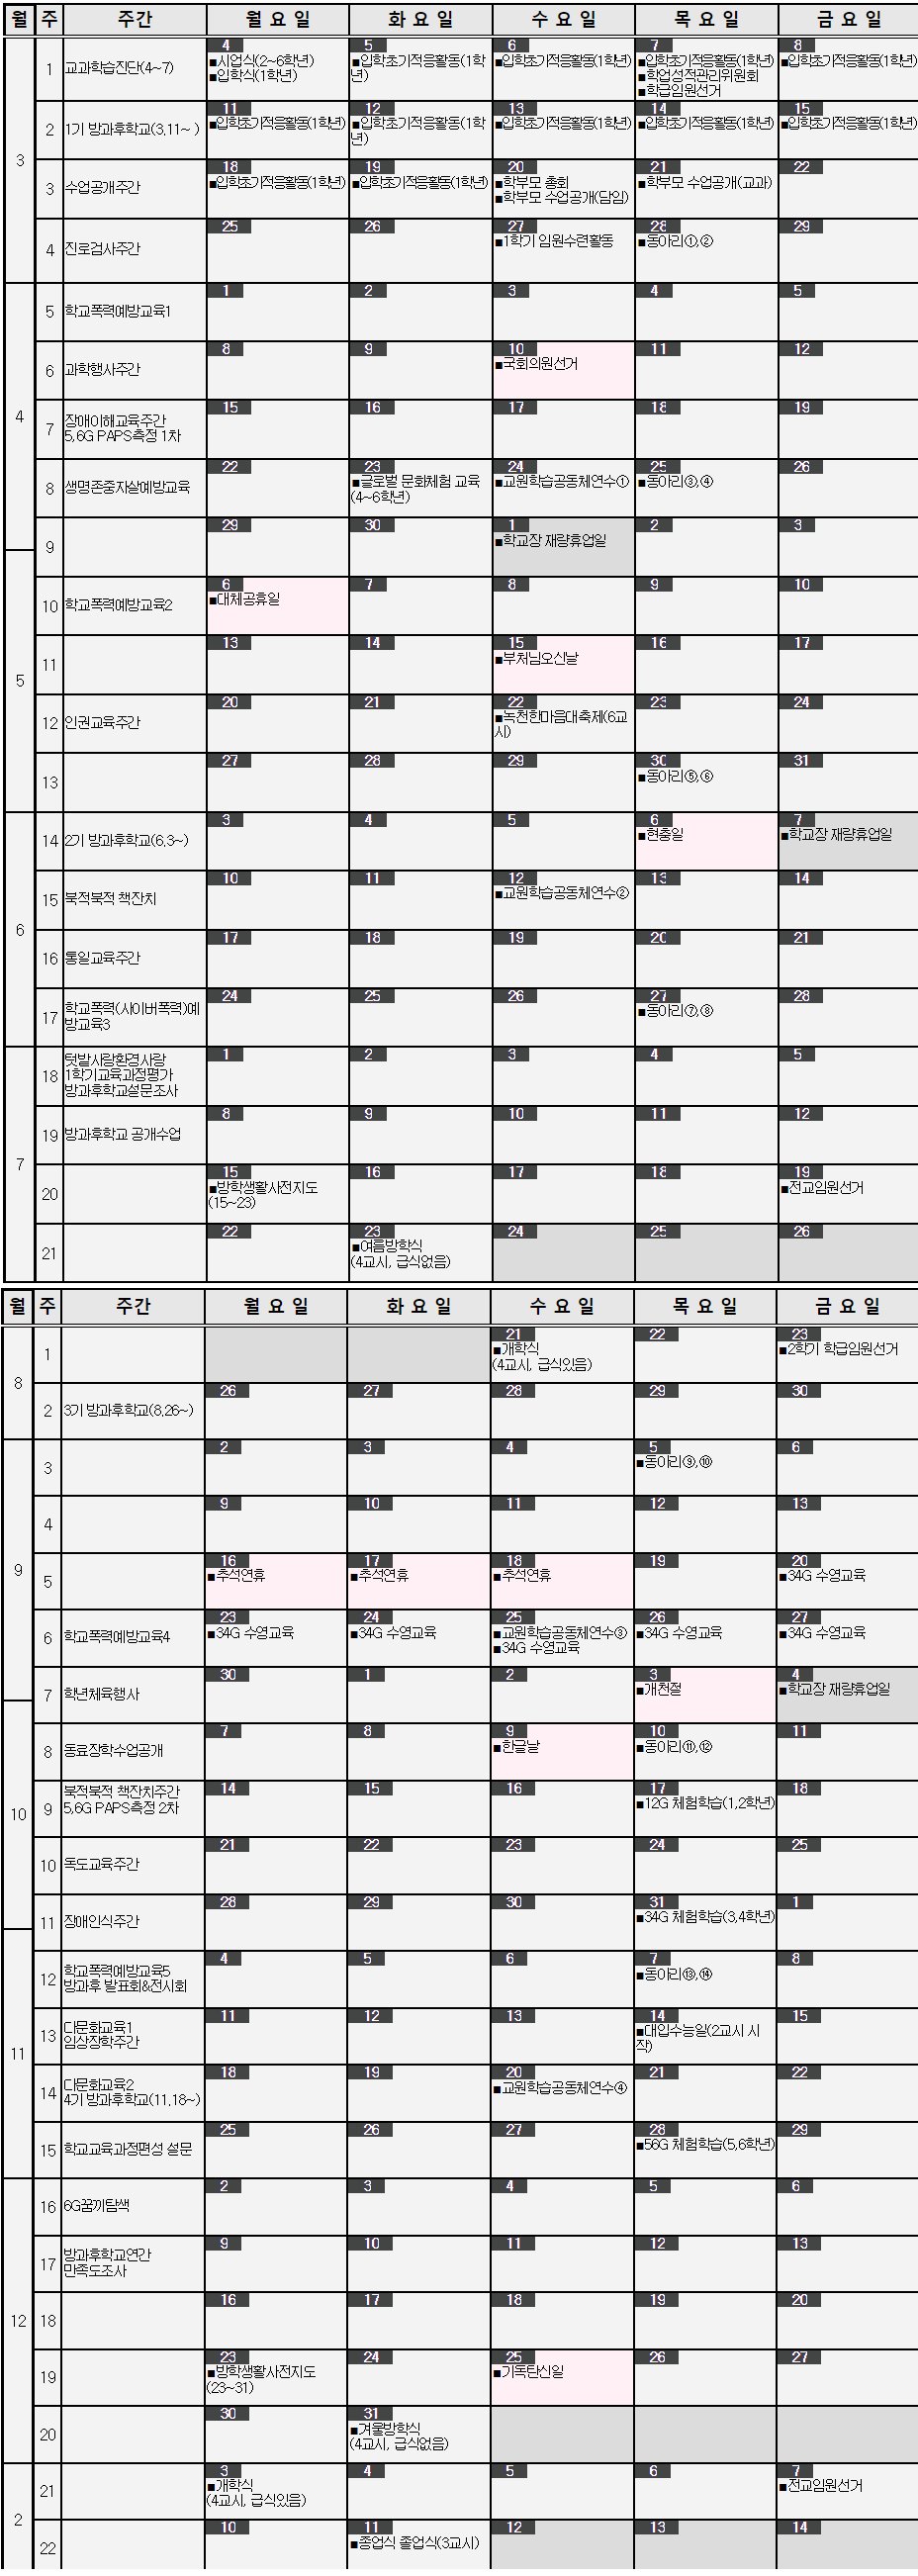 월 주 주간 월 요 일 화 요 일 수 요 일 목 요 일 금 요 일
4 5 6 7 8
3 1 교과학습진단(4~7) ■시업식(2~6학년) ■입학초기적응활동(1학 ■입학초기적응활동(1학년) ■입학초기적응활동(1학년) ■입학초기적응활동(1학년)
■입학식(1학년) 년) ■학업성적관리위원회
■학급임원선거
11 12 13 14 15
2 1기 방과후학교(3.11~ ) ■입학초기적응활동(1학년) ■입학초기적응활동(1학 ■입학초기적응활동(1학년) ■입학초기적응활동(1학년) ■입학초기적응활동(1학년)
년)
18 19 20 21 22
3 수업공개주간 ■입학초기적응활동(1학년) ■입학초기적응활동(1학년) ■학부모 총회 ■학부모 수업공개(교과)
■학부모 수업공개(담임)
25 26 27 28 29
4 진로검사주간 ■1학기 임원수련활동 ■동아리①,②
1 2 3 4 5
4 5 학교폭력예방교육1
8 9 10 11 12
6 과학행사주간 ■국회의원선거
15 16 17 18 19
7 장애이해교육주간
5,6G PAPS측정 1차
22 23 24 25 26
8 생명존중자살예방교육 ■글로벌 문화체험 교육 ■교원학습공동체연수① ■동아리③,④
(4~6학년)
29 30 1 2 3
9 ■학교장 재량휴업일
6 7 8 9 10
5 10 학교폭력예방교육2 ■대체공휴일
13 14 15 16 17
11 ■부처님오신날
20 21 22 23 24
12 인권교육주간 ■녹천한마음대축제(6교
시)
27 28 29 30 31
13 ■동아리⑤,⑥
3 4 5 6 7
6 14 2기 방과후학교(6.3~) ■현충일 ■학교장 재량휴업일
10 11 12 13 14
15 북적북적 책잔치 ■교원학습공동체연수②
17 18 19 20 21
16 통일교육주간
24 25 26 27 28
17 학교폭력(사이버폭력)예 ■동아리⑦,⑧
방교육3
1 2 3 4 5
7 18 텃밭사랑환경사랑
1학기교육과정평가
방과후학교설문조사
8 9 10 11 12
19 방과후학교 공개수업
15 16 17 18 19
20 ■방학생활사전지도 ■전교임원선거
(15~23)
22 23 24 25 26
21 ■여름방학식
(4교시, 급식없음)
월 주 주간 월 요 일 화 요 일 수 요 일 목 요 일 금 요 일
21 22 23
8 1 ■개학식 ■2학기 학급임원선거
(4교시, 급식있음)
26 27 28 29 30
2 3기 방과후학교(8.26~)
2 3 4 5 6
9 3 ■동아리⑨,⑩
9 10 11 12 13
4
16 17 18 19 20
5 ■추석연휴 ■추석연휴 ■추석연휴 ■34G 수영교육
23 24 25 26 27
6 학교폭력예방교육4 ■34G 수영교육 ■34G 수영교육 ■교원학습공동체연수③ ■34G 수영교육 ■34G 수영교육
■34G 수영교육
30 1 2 3 4
7 학년체육행사 ■개천절 ■학교장 재량휴업일
7 8 9 10 11
10 8 동료장학수업공개 ■한글날 ■동아리⑪,⑫
14 15 16 17 18
9 북적북적 책잔치주간 ■12G 체험학습(1,2학년)
5,6G PAPS측정 2차
21 22 23 24 25
10 독도교육주간
28 29 30 31 1
11 장애인식주간 ■34G 체험학습(3,4학년)
4 5 6 7 8
11 12 학교폭력예방교육5 ■동아리⑬,⑭
방과후 발표회&전시회
11 12 13 14 15
13 다문화교육1 ■대입수능일(2교시 시
임상장학주간 작)
18 19 20 21 22
14 다문화교육2 ■교원학습공동체연수④
4기 방과후학교(11.18~)
25 26 27 28 29
15 학교교육과정편성 설문 ■56G 체험학습(5,6학년)
2 3 4 5 6
12 16 6G꿈끼탐색
9 10 11 12 13
17 방과후학교연간
만족도조사
16 17 18 19 20
18
23 24 25 26 27
19 ■방학생활사전지도 ■기독탄신일
(23~31)
30 31
20 ■겨울방학식
(4교시, 급식없음)
3 4 5 6 7
2 21 ■개학식 ■전교임원선거
(4교시, 급식있음)
10 11 12 13 14
22 ■종업식 졸업식(3교시)